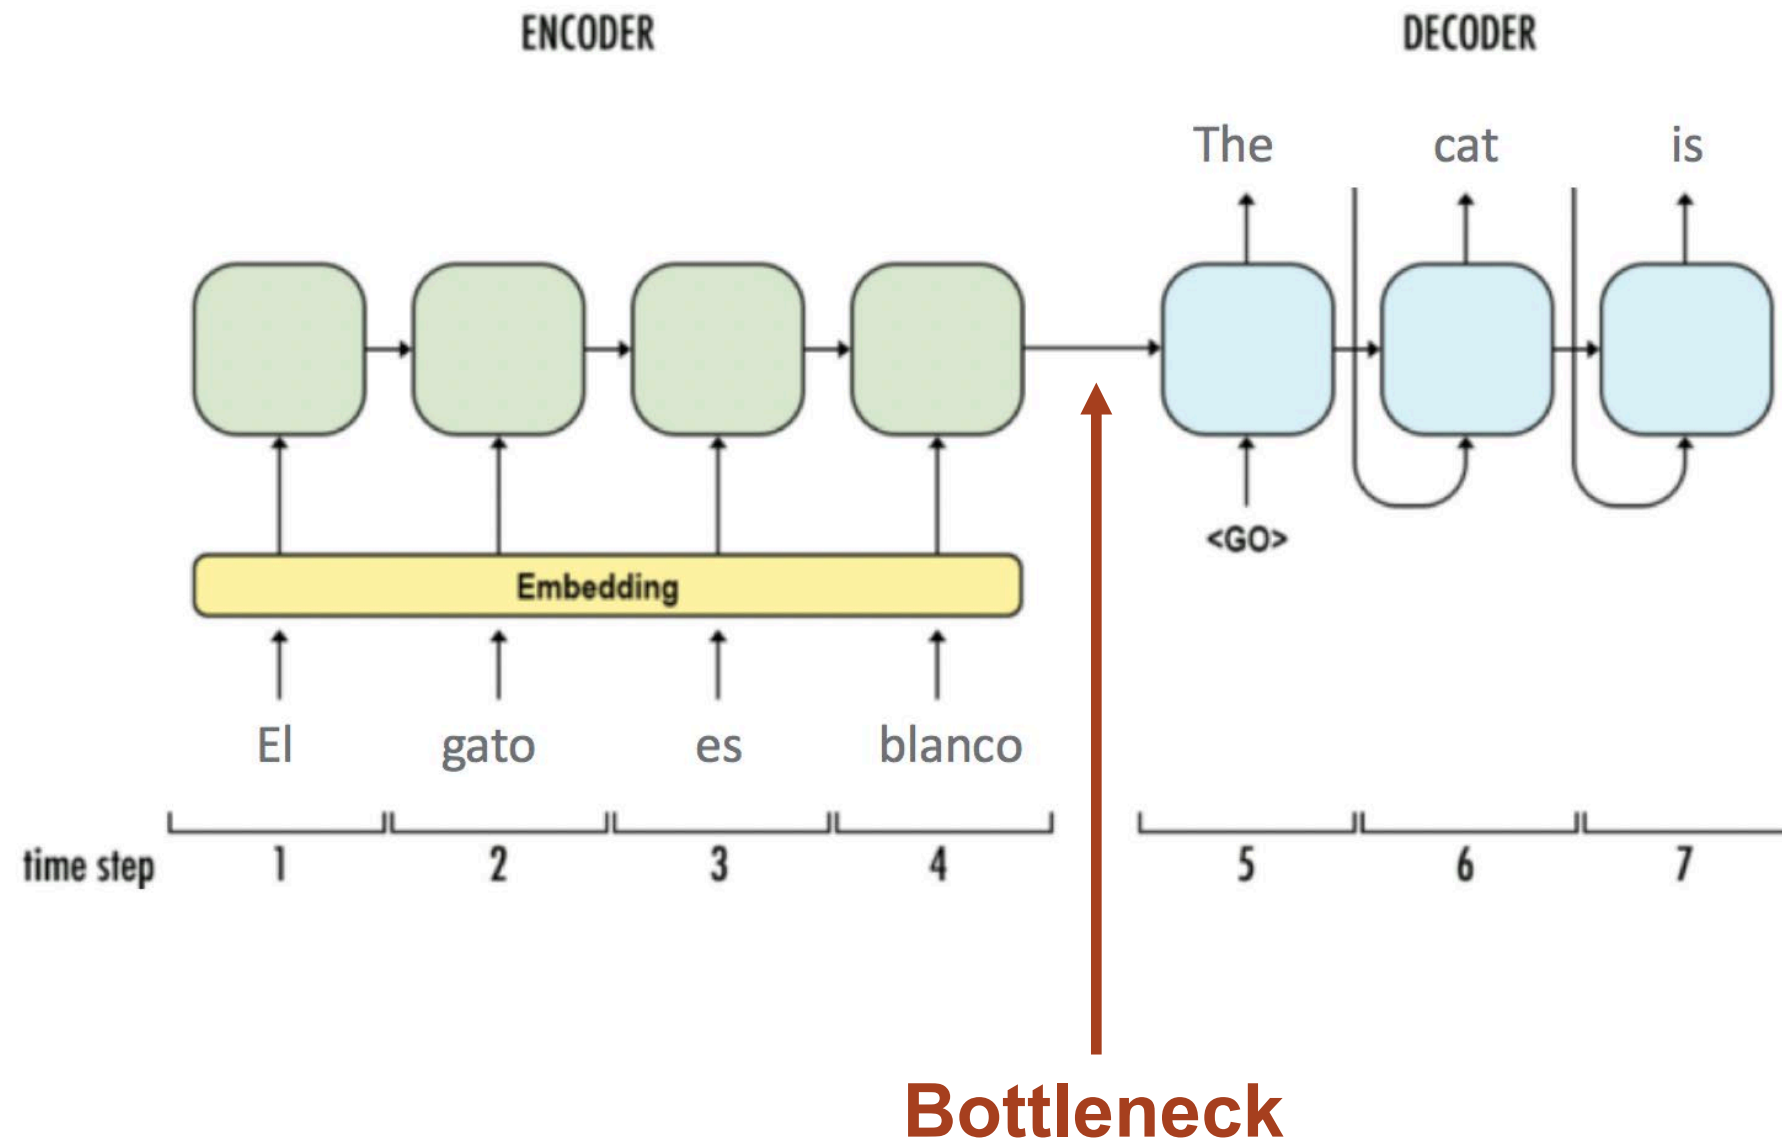 ENCODER DECODER
The cat is
<GO>
Embedding
El gato es blanco
time step 1 2 3 4 5 6 7
Bottleneck